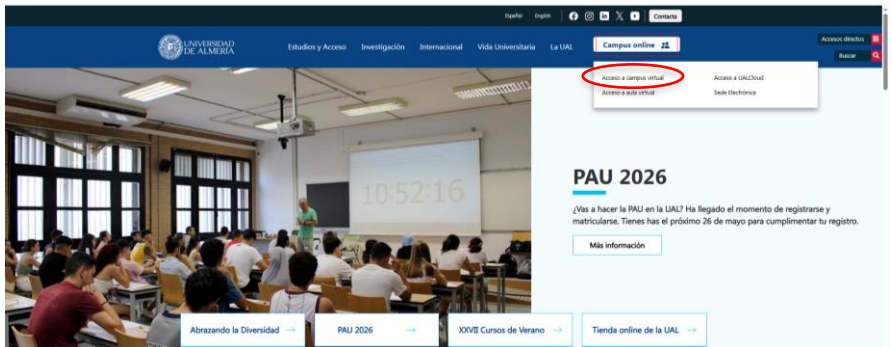 Español English Contacta
UNIVERSIDAD
DE ALMERÍA
Estudios y Acceso Investigación Internacional Vida Universitaria La UAL Campus online
Accesos directos
Buscar
Acceso a campus virtual Acceso a UALCloud
Acceso a aula virtual Sede Electrónica
10:52:16
PAU 2026
¿Vas a hacer la PAU en la UAL? Ha llegado el momento de registrarse y
matricularse. Tienes has el próximo 26 de mayo para cumplimentar tu registro.
Más información
Abrazando la Diversidad → PAU 2026 → XXVII Cursos de Verano → Tienda online de la UAL →